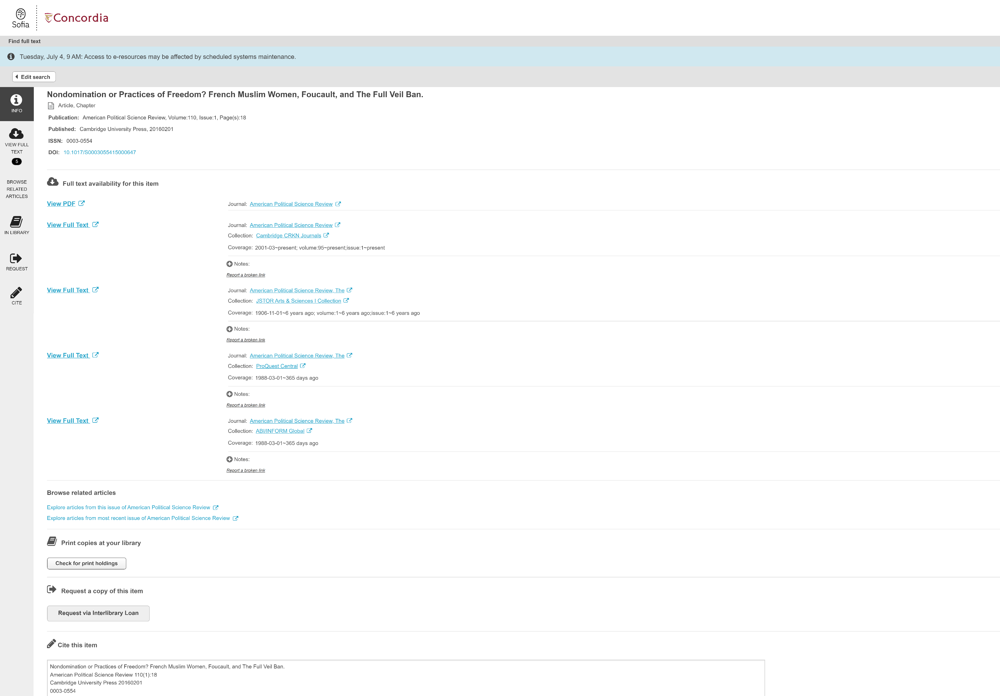 Sofia
Concordia
Find full text
Tuesday, July 4, 9 AM: Access to e-resources may be affected by scheduled systems maintenance.
Edit search
INFO
VIEW FULL
TEXT
5
BROWSE
RELATED
ARTICLES
IN LIBRARY
REQUEST
CITE
Nondomination or Practices of Freedom? French Muslim Women, Foucault, and The Full Veil Ban.
Article, Chapter
Publication: American Political Science Review, Volume:110, Issue:1, Page(s):18
Published: Cambridge University Press, 20160201
ISSN: 0003-0554
DOI: 10.1017/S0003055415000647
Full text availability for this item
View PDF
Journal: American Political Science Review
View Full Text
Journal: American Political Science Review
Collection: Cambridge CRKN Journals
Coverage: 2001-03~present; volume:95~present;issue:1~present
Notes:
Report a broken link
View Full Text
Journal: American Political Science Review, The
Collection: JSTOR Arts & Sciences I Collection
Coverage: 1906-11-01~6 years ago; volume:1~6 years ago;issue:1~6 years ago
Notes:
Report a broken link
View Full Text
Journal: American Political Science Review, The
Collection: ProQuest Central
Coverage: 1988-03-01~365 days ago
Notes:
Report a broken link
View Full Text
Journal: American Political Science Review, The
Collection: ABI/INFORM Global
Coverage: 1988-03-01~365 days ago
Notes:
Report a broken link
Browse related articles
Explore articles from this issue of American Political Science Review
Explore articles from most recent issue of American Political Science Review
Print copies at your library
Check for print holdings
Request a copy of this item
Request via Interlibrary Loan
Cite this item
Nondomination or Practices of Freedom? French Muslim Women, Foucault, and The Full Veil Ban.
American Political Science Review 110(1):18
Cambridge University Press 20160201
0003-0554